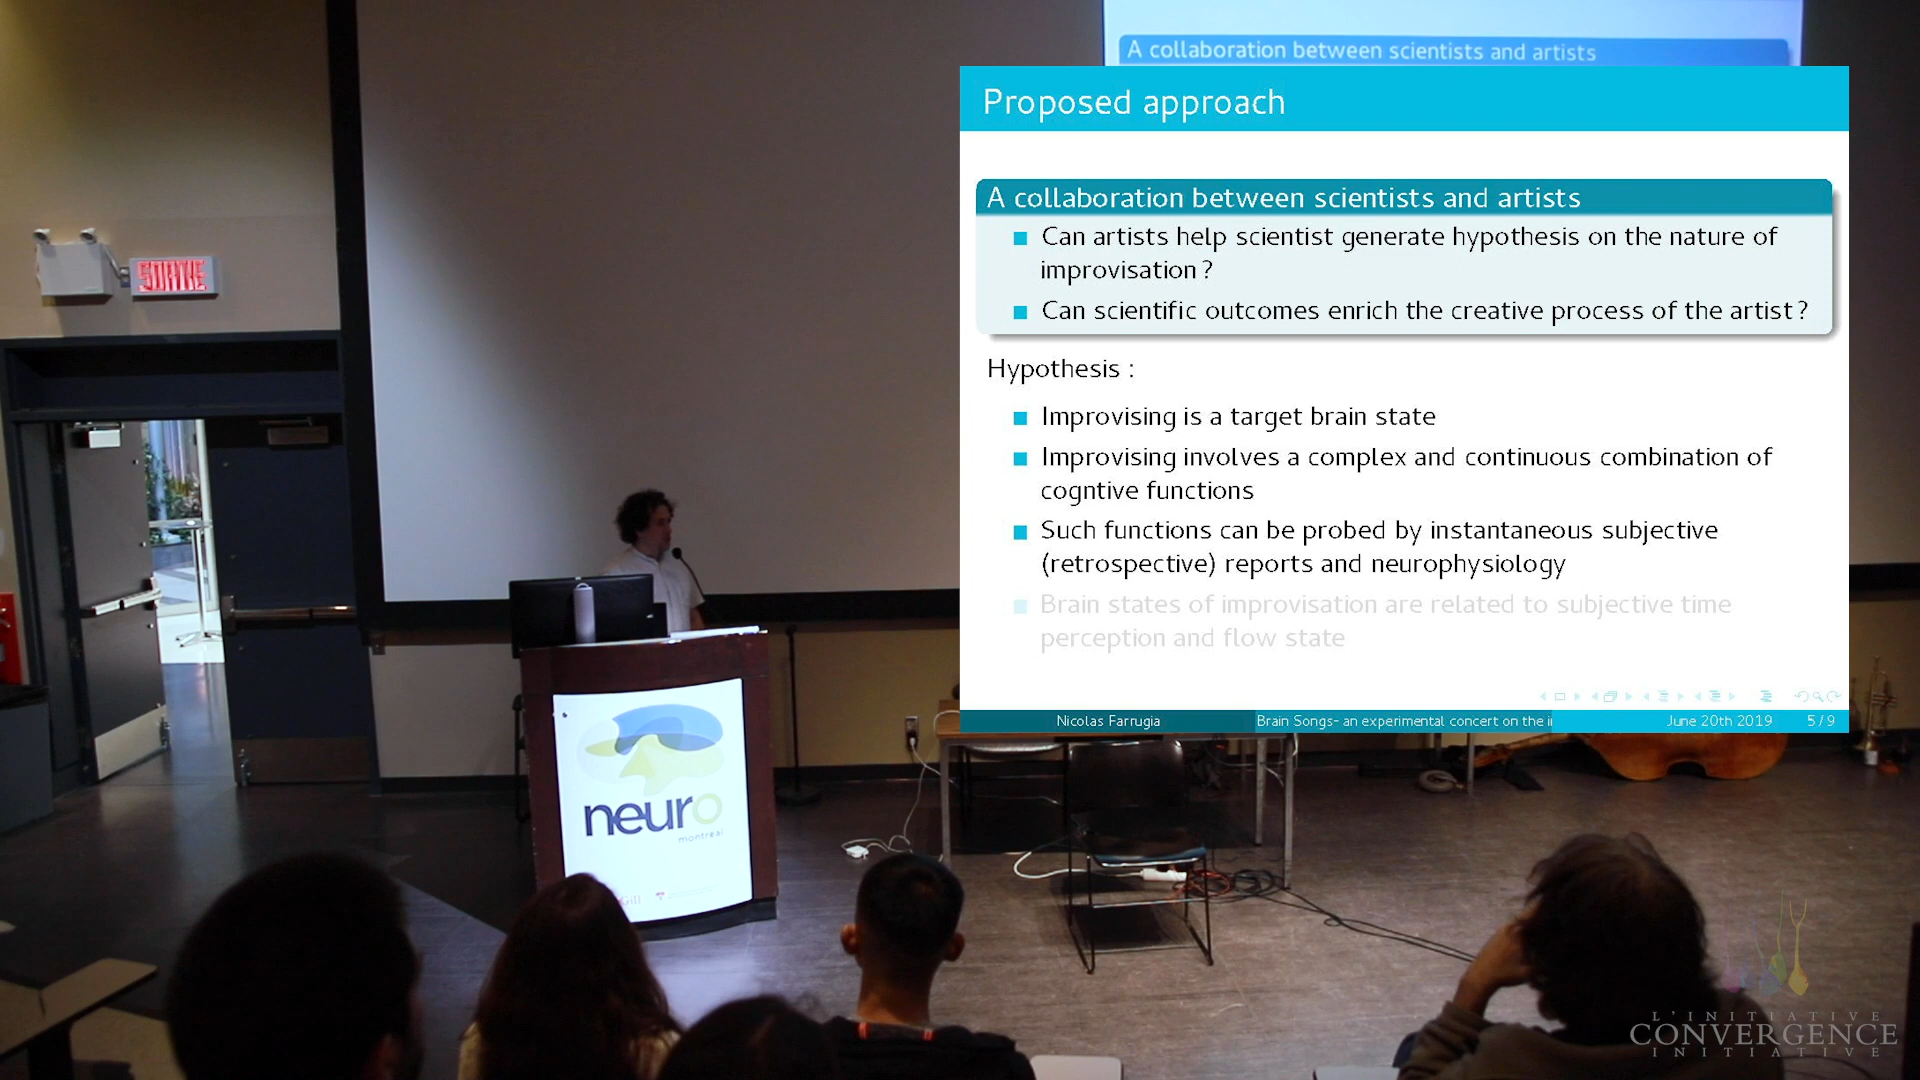 A collaboration between scientists and artists
Proposed approach
A collaboration between scientists and artists
Can artists help scientist generate hypothesis on the nature of
improvisation ?
Can scientific outcomes enrich the creative process of the artist ?
Hypothesis :
Improvising is a target brain state
Improvising involves a complex and continuous combination of
cogntive functions
Such functions can be probed by instantaneous subjective
(retrospective) reports and neurophysiology
Brain states of improvisation are related to subjective time
perception and flow state
Nicolas Farrugia
Brain Songs- an experimental concert on the i
June 20th 2019
5 / 9
SORTIE
neuro
montreal
L'INITIATIVE
CONVERGENCE
INITIATIVE